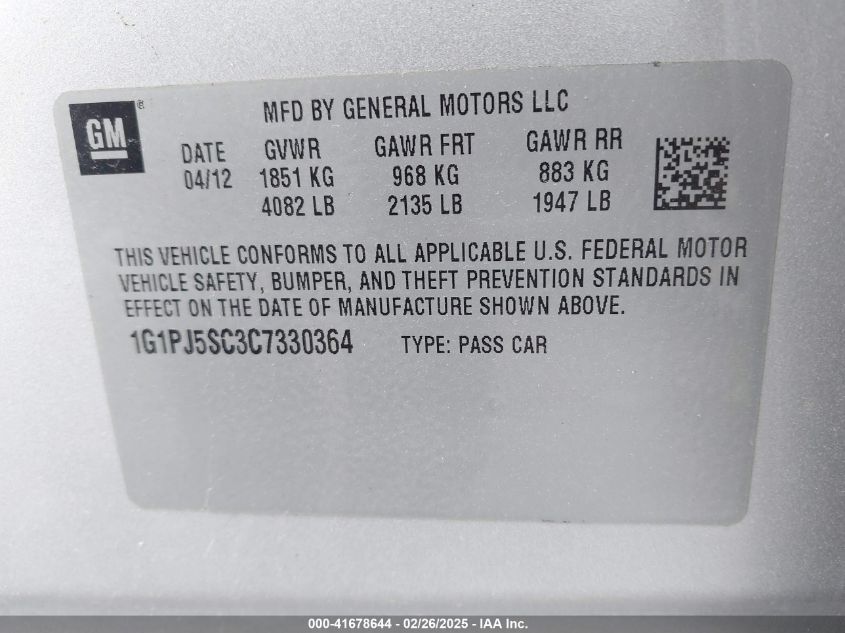 GM ®
MFD BY GENERAL MOTORS LLC
DATE GVWR GAWR FRT GAWR RR
04/12 1851 KG 968 KG 883 KG
4082 LB 2135 LB 1947 LB
THIS VEHICLE CONFORMS TO ALL APPLICABLE U.S. FEDERAL MOTOR
VEHICLE SAFETY, BUMPER, AND THEFT PREVENTION STANDARDS IN
EFFECT ON THE DATE OF MANUFACTURE SHOWN ABOVE.
1G1PJ5SC3C7330364 TYPE: PASS CAR
000-41678644 - 02/26/2025 - IAA Inc.